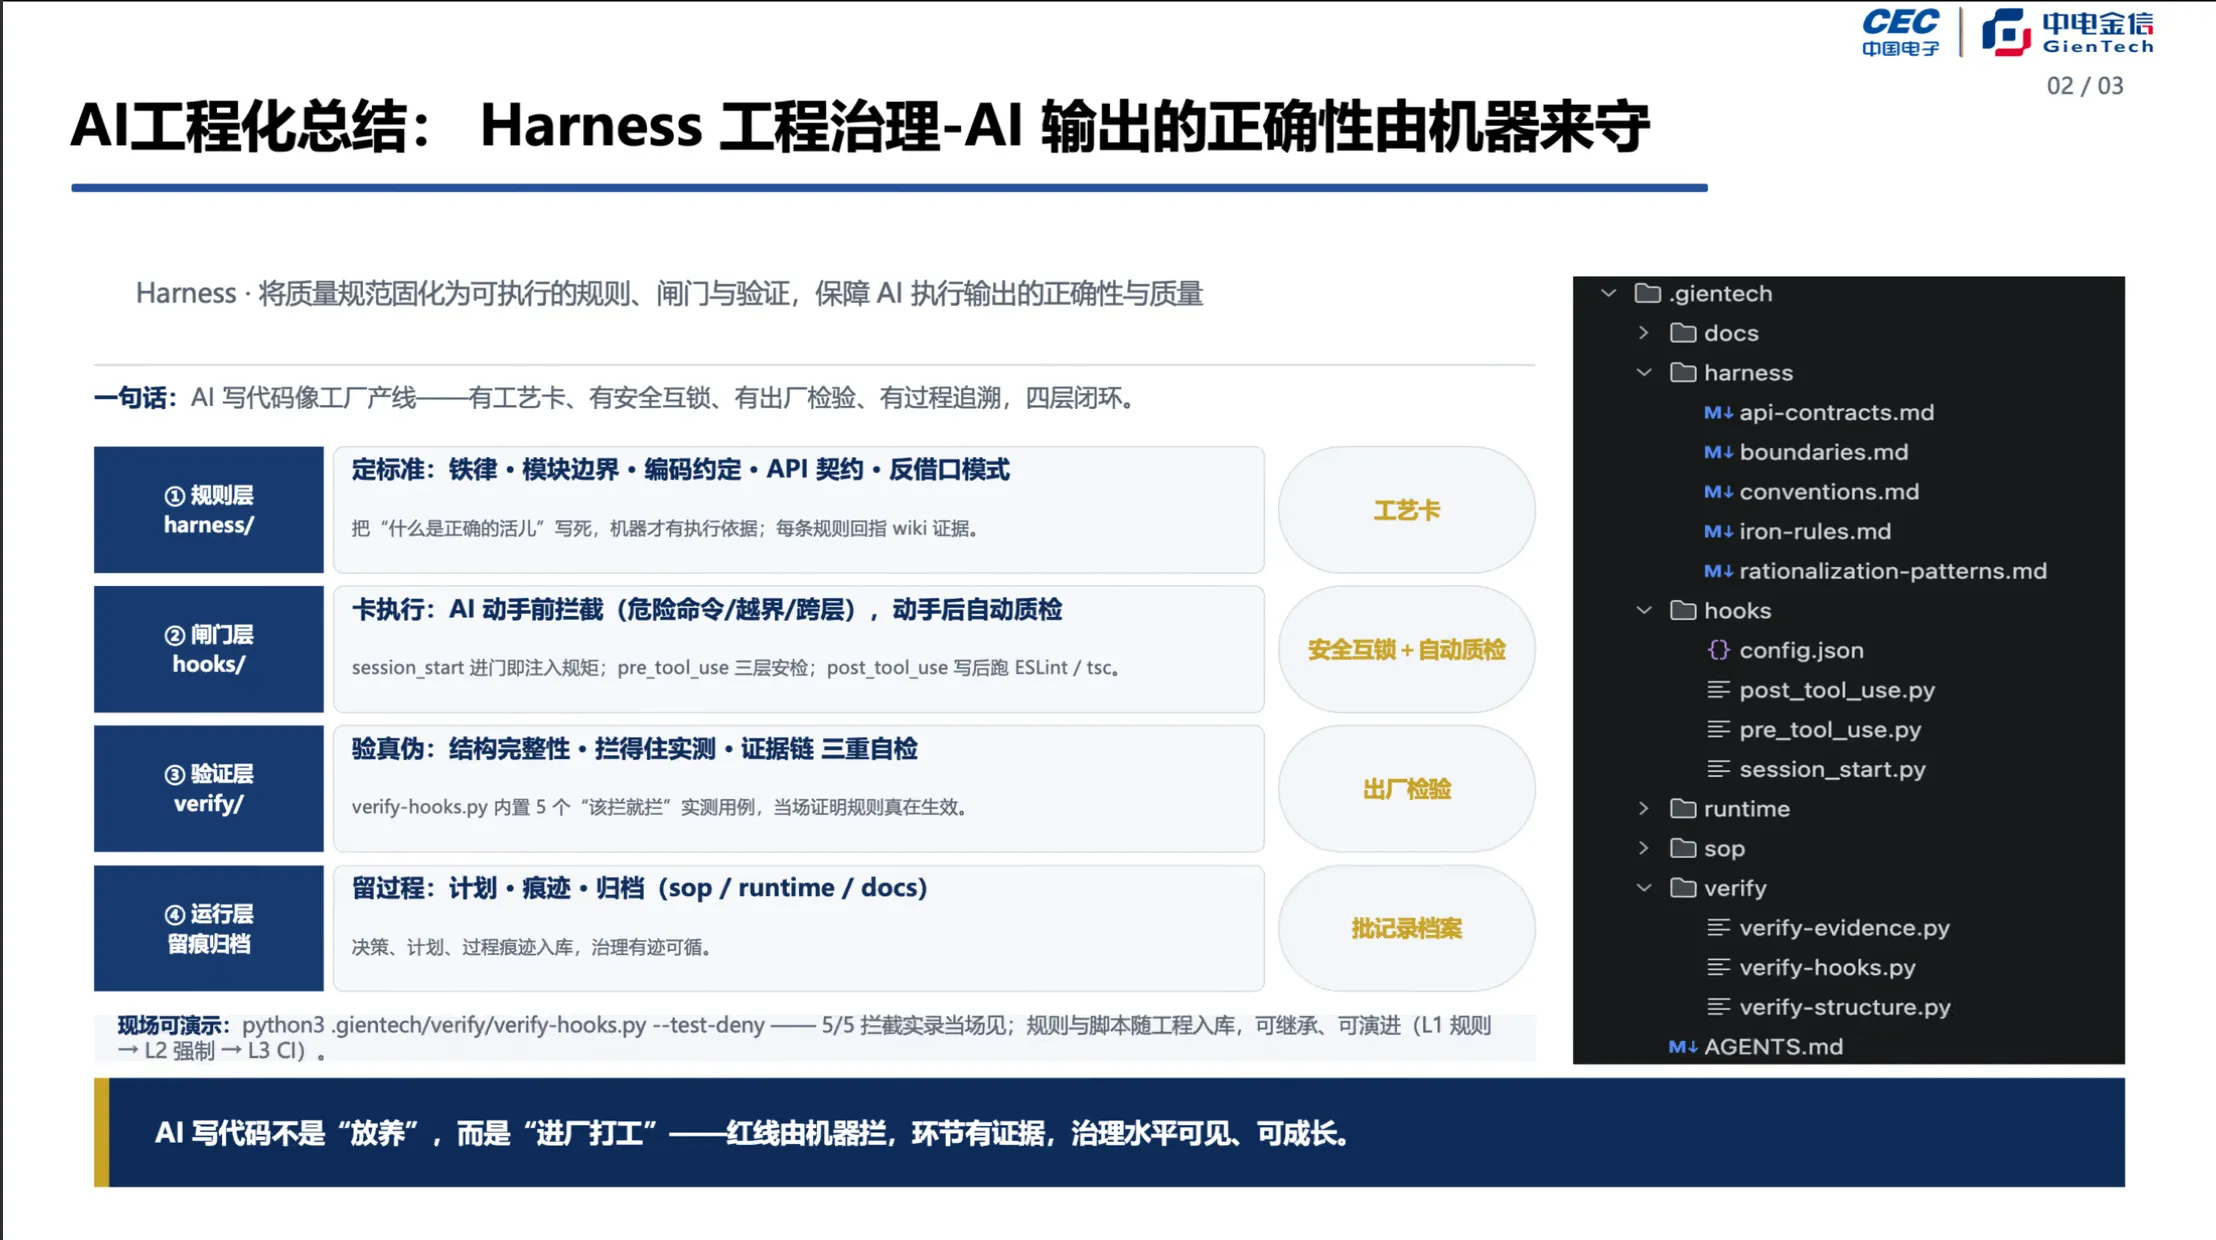 CEC
中国电子
中电金信
GienTech
02 / 03
AI工程化总结： Harness 工程治理-AI 输出的正确性由机器来守
Harness · 将质量规范固化为可执行的规则、闸门与验证，保障 AI 执行输出的正确性与质量
一句话：AI 写代码像工厂产线——有工艺卡、有安全互锁、有出厂检验、有过程追溯，四层闭环。
① 规则层
harness/
定标准：铁律 · 模块边界 · 编码约定 · API 契约 · 反借口模式
把“什么是正确的活儿”写死，机器才有执行依据；每条规则回指 wiki 证据。
工艺卡
② 闸门层
hooks/
卡执行：AI 动手前拦截（危险命令/越界/跨层），动手后自动质检
session_start 进门即注入规矩；pre_tool_use 三层安检；post_tool_use 写后跑 ESLint / tsc。
安全互锁 + 自动质检
③ 验证层
verify/
验真伪：结构完整性 · 拦得住实测 · 证据链 三重自检
verify-hooks.py 内置 5 个“该拦就拦”实测用例，当场证明规则真在生效。
出厂检验
④ 运行层
留痕归档
留过程：计划 · 痕迹 · 归档（sop / runtime / docs）
决策、计划、过程痕迹入库，治理有迹可循。
批记录档案
现场可演示：python3 .gientech/verify/verify-hooks.py --test-deny —— 5/5 拦截实录当场见；规则与脚本随工程入库，可继承、可演进（L1 规则
→ L2 强制 → L3 CI）。
.gientech
docs
harness
api-contracts.md
boundaries.md
conventions.md
iron-rules.md
rationalization-patterns.md
hooks
config.json
post_tool_use.py
pre_tool_use.py
session_start.py
runtime
sop
verify
verify-evidence.py
verify-hooks.py
verify-structure.py
AGENTS.md
AI 写代码不是“放养”，而是“进厂打工”——红线由机器拦，环节有证据，治理水平可见、可成长。